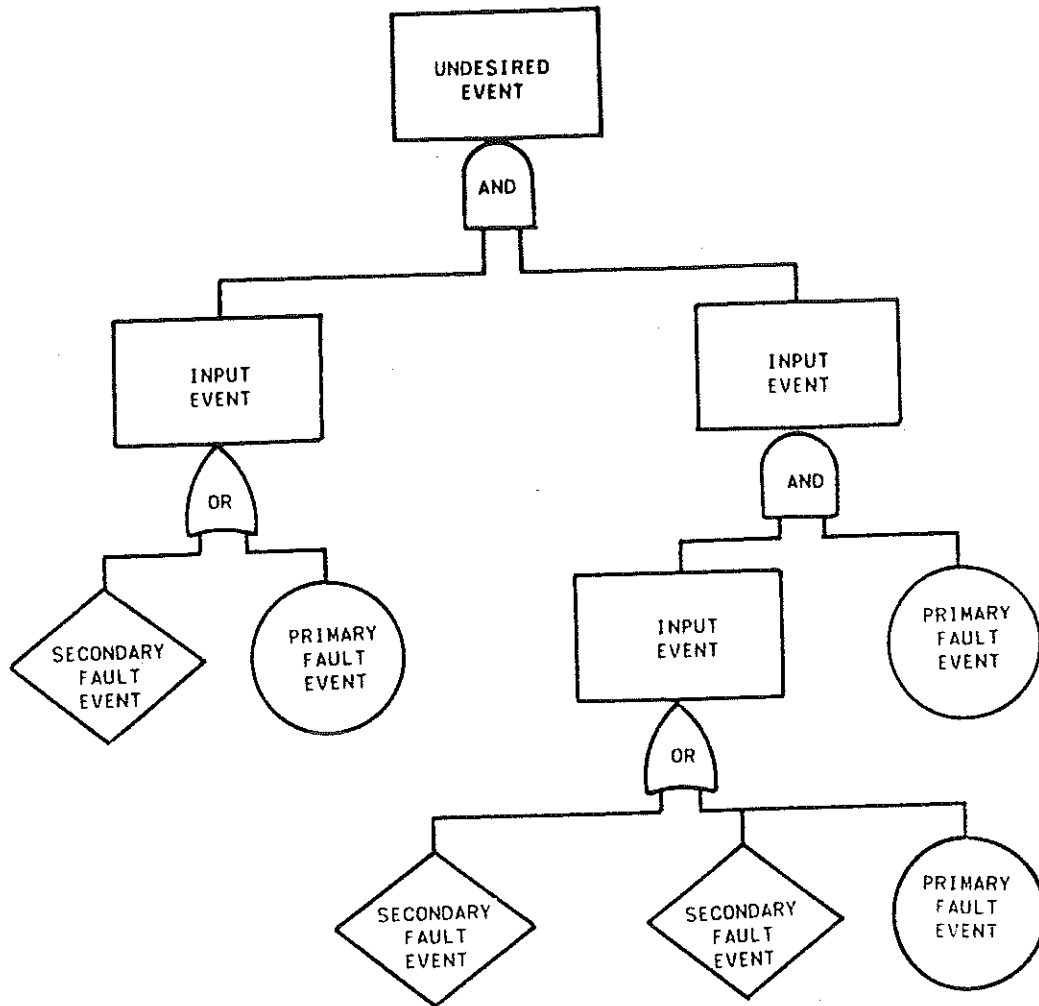 UNDESIRED
EVENT
AND
INPUT
EVENT
INPUT
EVENT
OR
AND
SECONDARY
FAULT
EVENT
PRIMARY
FAULT
EVENT
INPUT
EVENT
PRIMARY
FAULT
EVENT
OR
SECONDARY
FAULT
EVENT
SECONDARY
FAULT
EVENT
PRIMARY
FAULT
EVENT